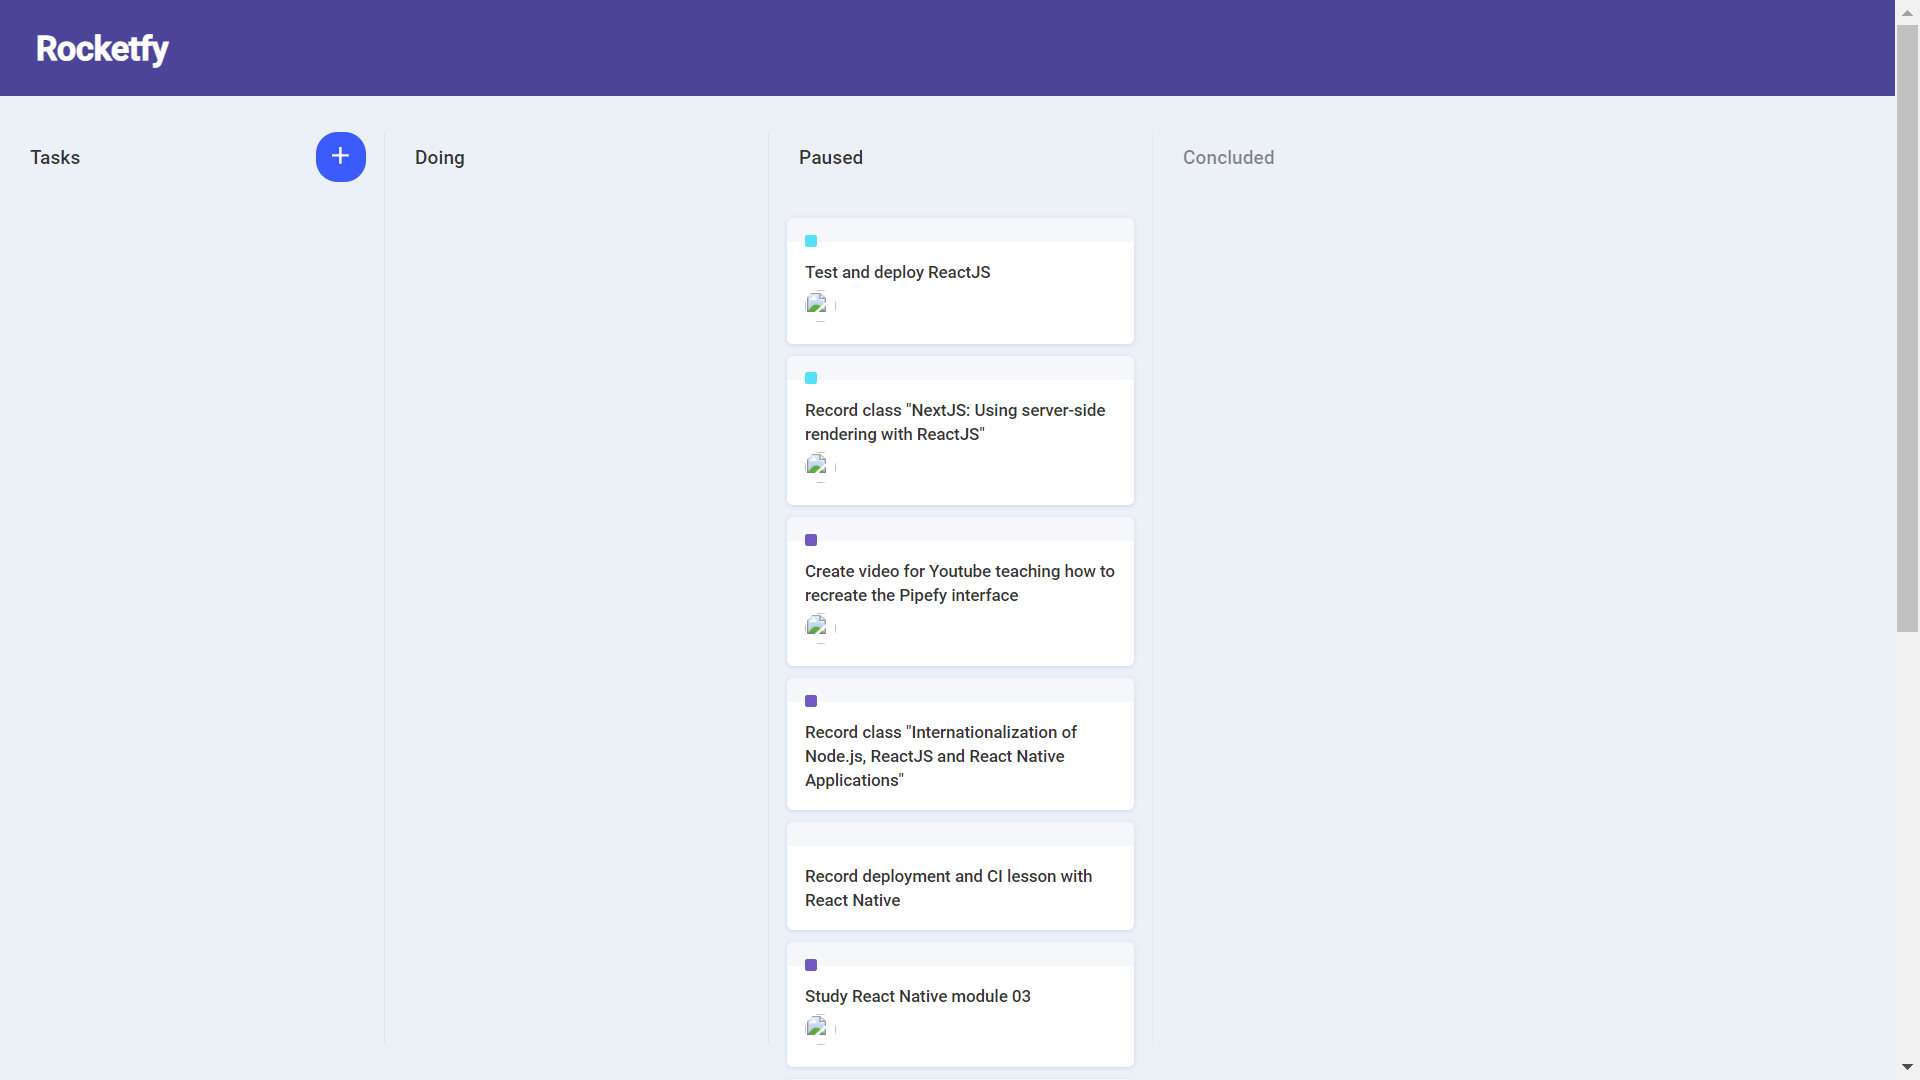 Rocketfy
Tasks
Doing
Paused
Concluded
Test and deploy ReactJS
Record class "NextJS: Using server-side
rendering with ReactJS"
Create video for Youtube teaching how to
recreate the Pipefy interface
Record class "Internationalization of
Node.js, ReactJS and React Native
Applications"
Record deployment and CI lesson with
React Native
Study React Native module 03